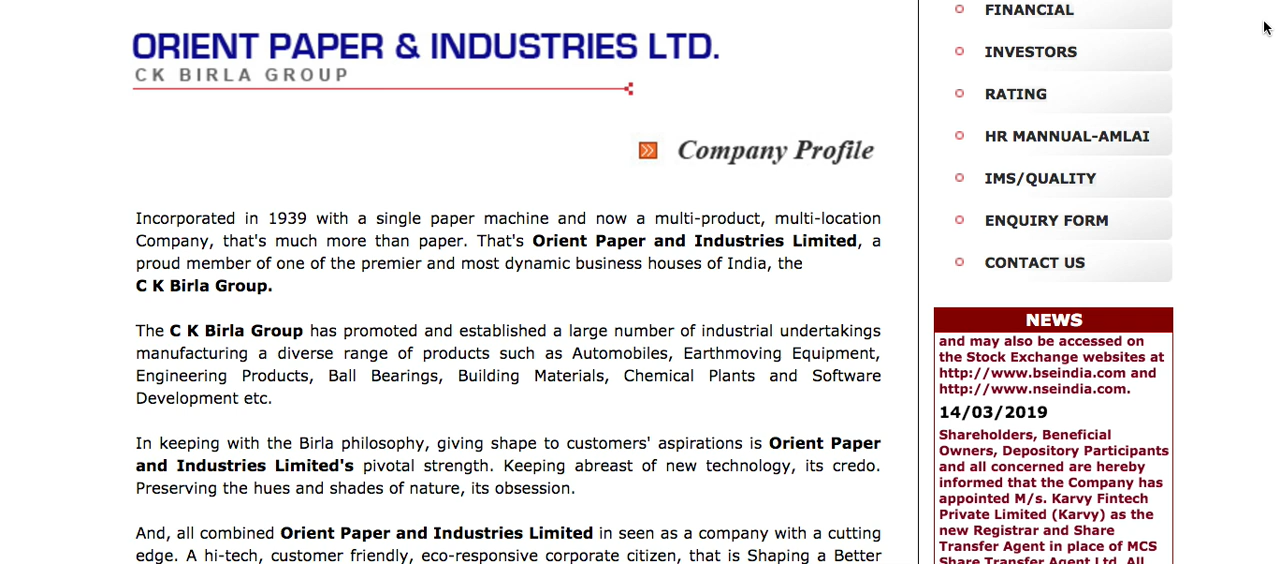 ORIENT PAPER & INDUSTRIES LTD.
CK BIRLA GROUP
Company Profile
Incorporated in 1939 with a single paper machine and now a multi-product, multi-location
Company, that's much more than paper. That's Orient Paper and Industries Limited, a
proud member of one of the premier and most dynamic business houses of India, the
C K Birla Group.
The C K Birla Group has promoted and established a large number of industrial undertakings
manufacturing a diverse range of products such as Automobiles, Earthmoving Equipment,
Engineering Products, Ball Bearings, Building Materials, Chemical Plants and Software
Development etc.
In keeping with the Birla philosophy, giving shape to customers' aspirations is Orient Paper
and Industries Limited's pivotal strength. Keeping abreast of new technology, its credo.
Preserving the hues and shades of nature, its obsession.
And, all combined Orient Paper and Industries Limited in seen as a company with a cutting
edge. A hi-tech, customer friendly, eco-responsive corporate citizen, that is Shaping a Better
FINANCIAL
INVESTORS
RATING
HR MANNUAL-AMLAI
IMS/QUALITY
ENQUIRY FORM
CONTACT US
NEWS
and may also be accessed on
the Stock Exchange websites at
http://www.bseindia.com and
http://www.nseindia.com.
14/03/2019
Shareholders, Beneficial
Owners, Depository Participants
and all concerned are hereby
informed that the Company has
appointed M/s. Karvy Fintech
Private Limited (Karvy) as the
new Registrar and Share
Transfer Agent in place of MCS
Share Transfer Agent Ltd. All